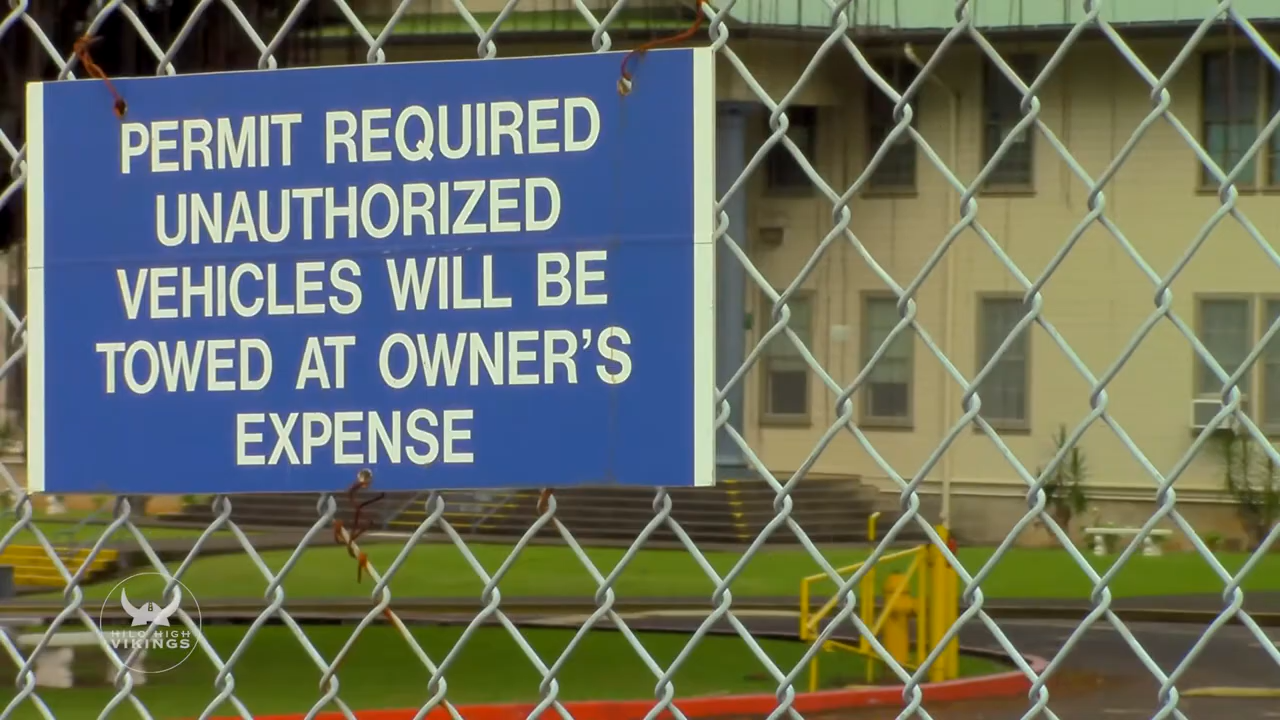 PERMIT REQUIRED
UNAUTHORIZED
VEHICLES WILL BE
TOWED AT OWNER'S
EXPENSE
HILO HIGH
VIKINGS